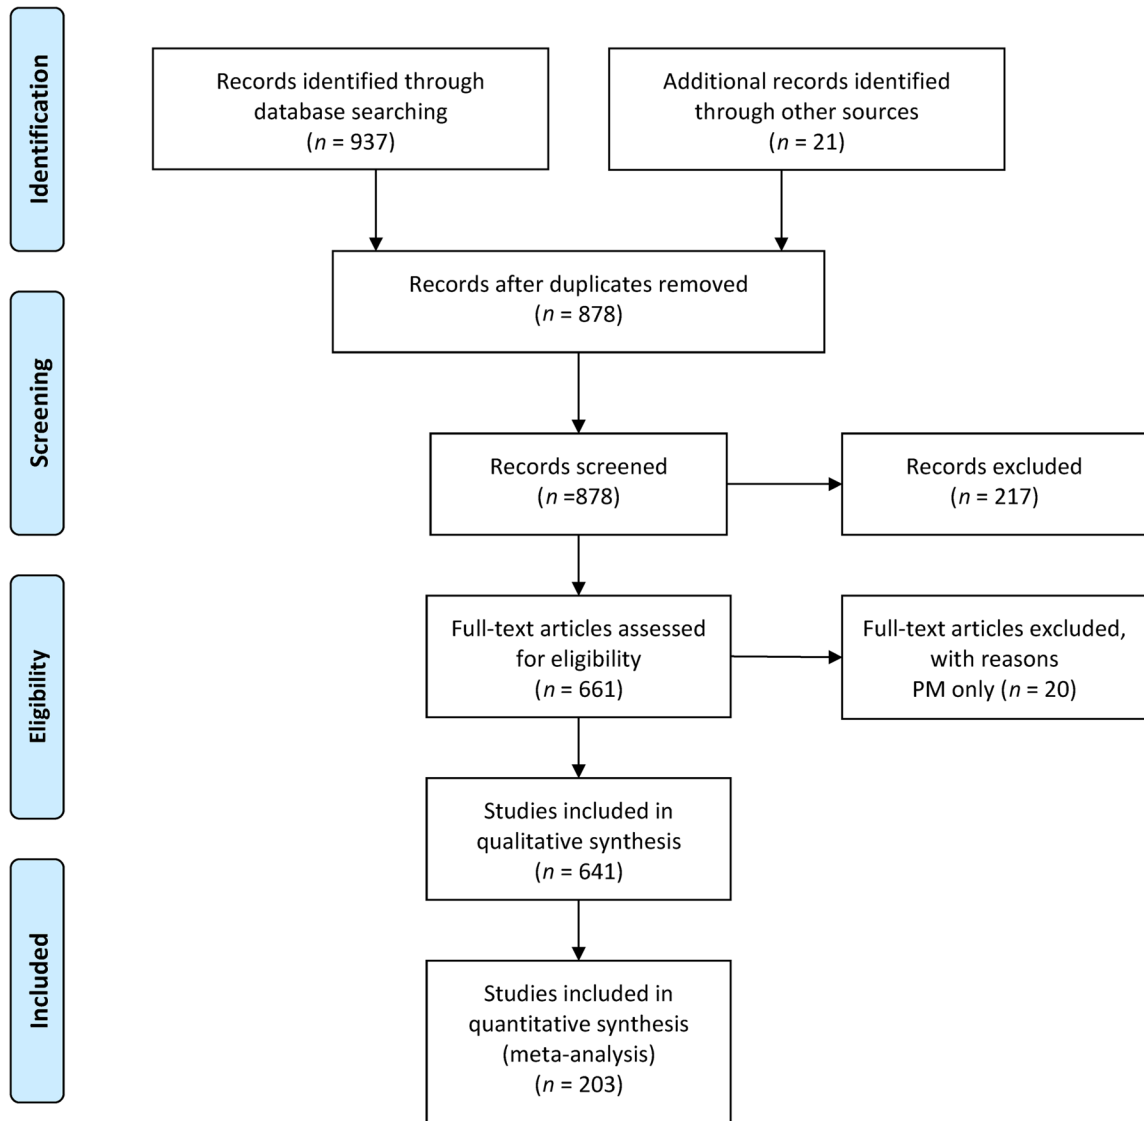 Identification
Records identified through
database searching
(n = 937)
Additional records identified
through other sources
(n = 21)
Records after duplicates removed
(n = 878)
Screening
Records screened
(n =878)
Records excluded
(n = 217)
Eligibility
Full-text articles assessed
for eligibility
(n = 661)
Full-text articles excluded,
with reasons
PM only (n = 20)
Studies included in
qualitative synthesis
(n = 641)
Included
Studies included in
quantitative synthesis
(meta-analysis)
(n = 203)